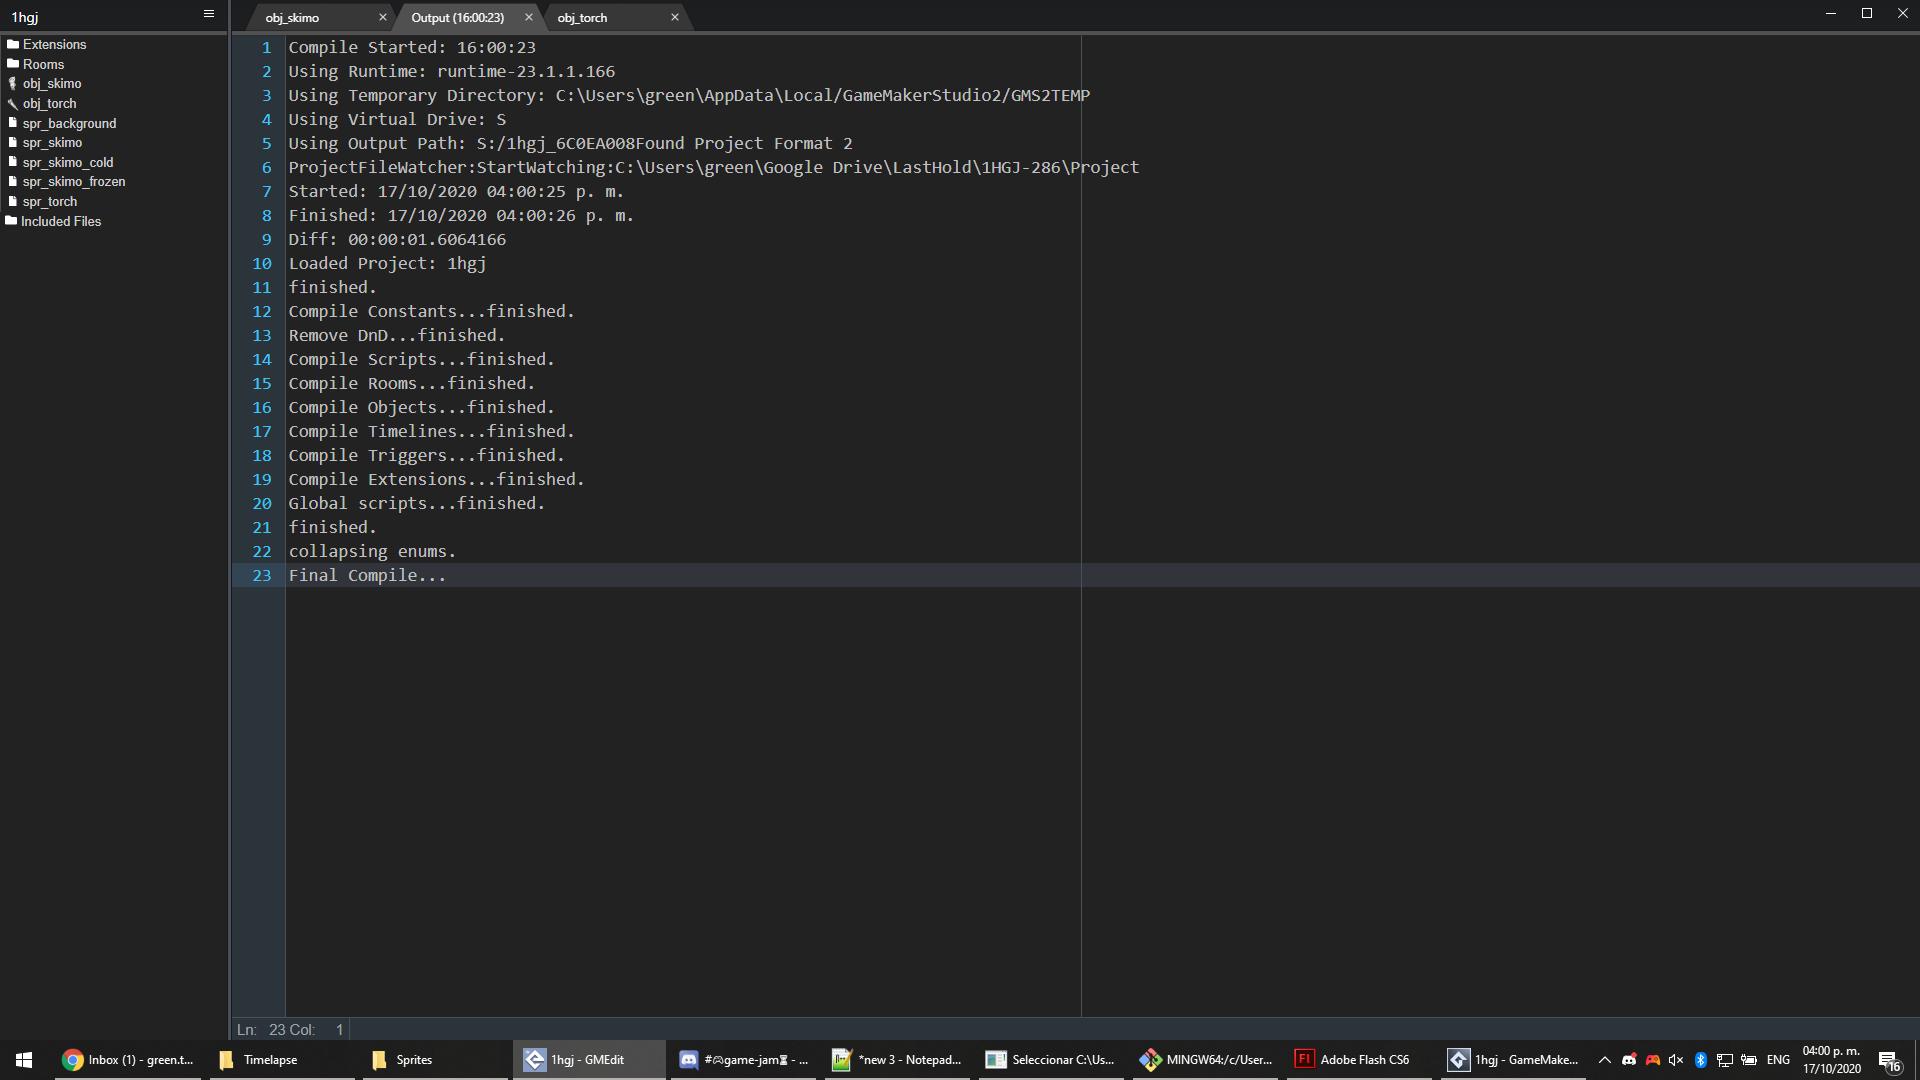 1hgj
obj_skimo
Output (16:00:23)
obj_torch
Extensions
Rooms
obj_skimo
obj_torch
spr_background
spr_skimo
spr_skimo_cold
spr_skimo_frozen
spr_torch
Included Files
1 Compile Started: 16:00:23
2 Using Runtime: runtime-23.1.1.166
3 Using Temporary Directory: C:\Users\green\AppData\Local/GameMakerStudio2/GMS2TEMP
4 Using Virtual Drive: S
5 Using Output Path: S:/1hgj_6C0EA008Found Project Format 2
6 ProjectFileWatcher:StartWatching:C:\Users\green\Google Drive\LastHold\1HGJ-286\Project
7 Started: 17/10/2020 04:00:25 p. m.
8 Finished: 17/10/2020 04:00:26 p. m.
9 Diff: 00:00:01.6064166
10 Loaded Project: 1hgj
11 finished.
12 Compile Constants...finished.
13 Remove DnD...finished.
14 Compile Scripts...finished.
15 Compile Rooms...finished.
16 Compile Objects...finished.
17 Compile Timelines...finished.
18 Compile Triggers...finished.
19 Compile Extensions...finished.
20 Global scripts...finished.
21 finished.
22 collapsing enums.
23 Final Compile...
Ln: 23 Col: 1
Inbox (1) - green.t...
Timelapse
Sprites
1hgj - GMEdit
#🎮game-jam⏳ - ...
*new 3 - Notepad...
Seleccionar C:\Us...
MINGW64:/c/User...
Adobe Flash CS6
1hgj - GameMake...
ENG
04:00 p. m.
17/10/2020
16